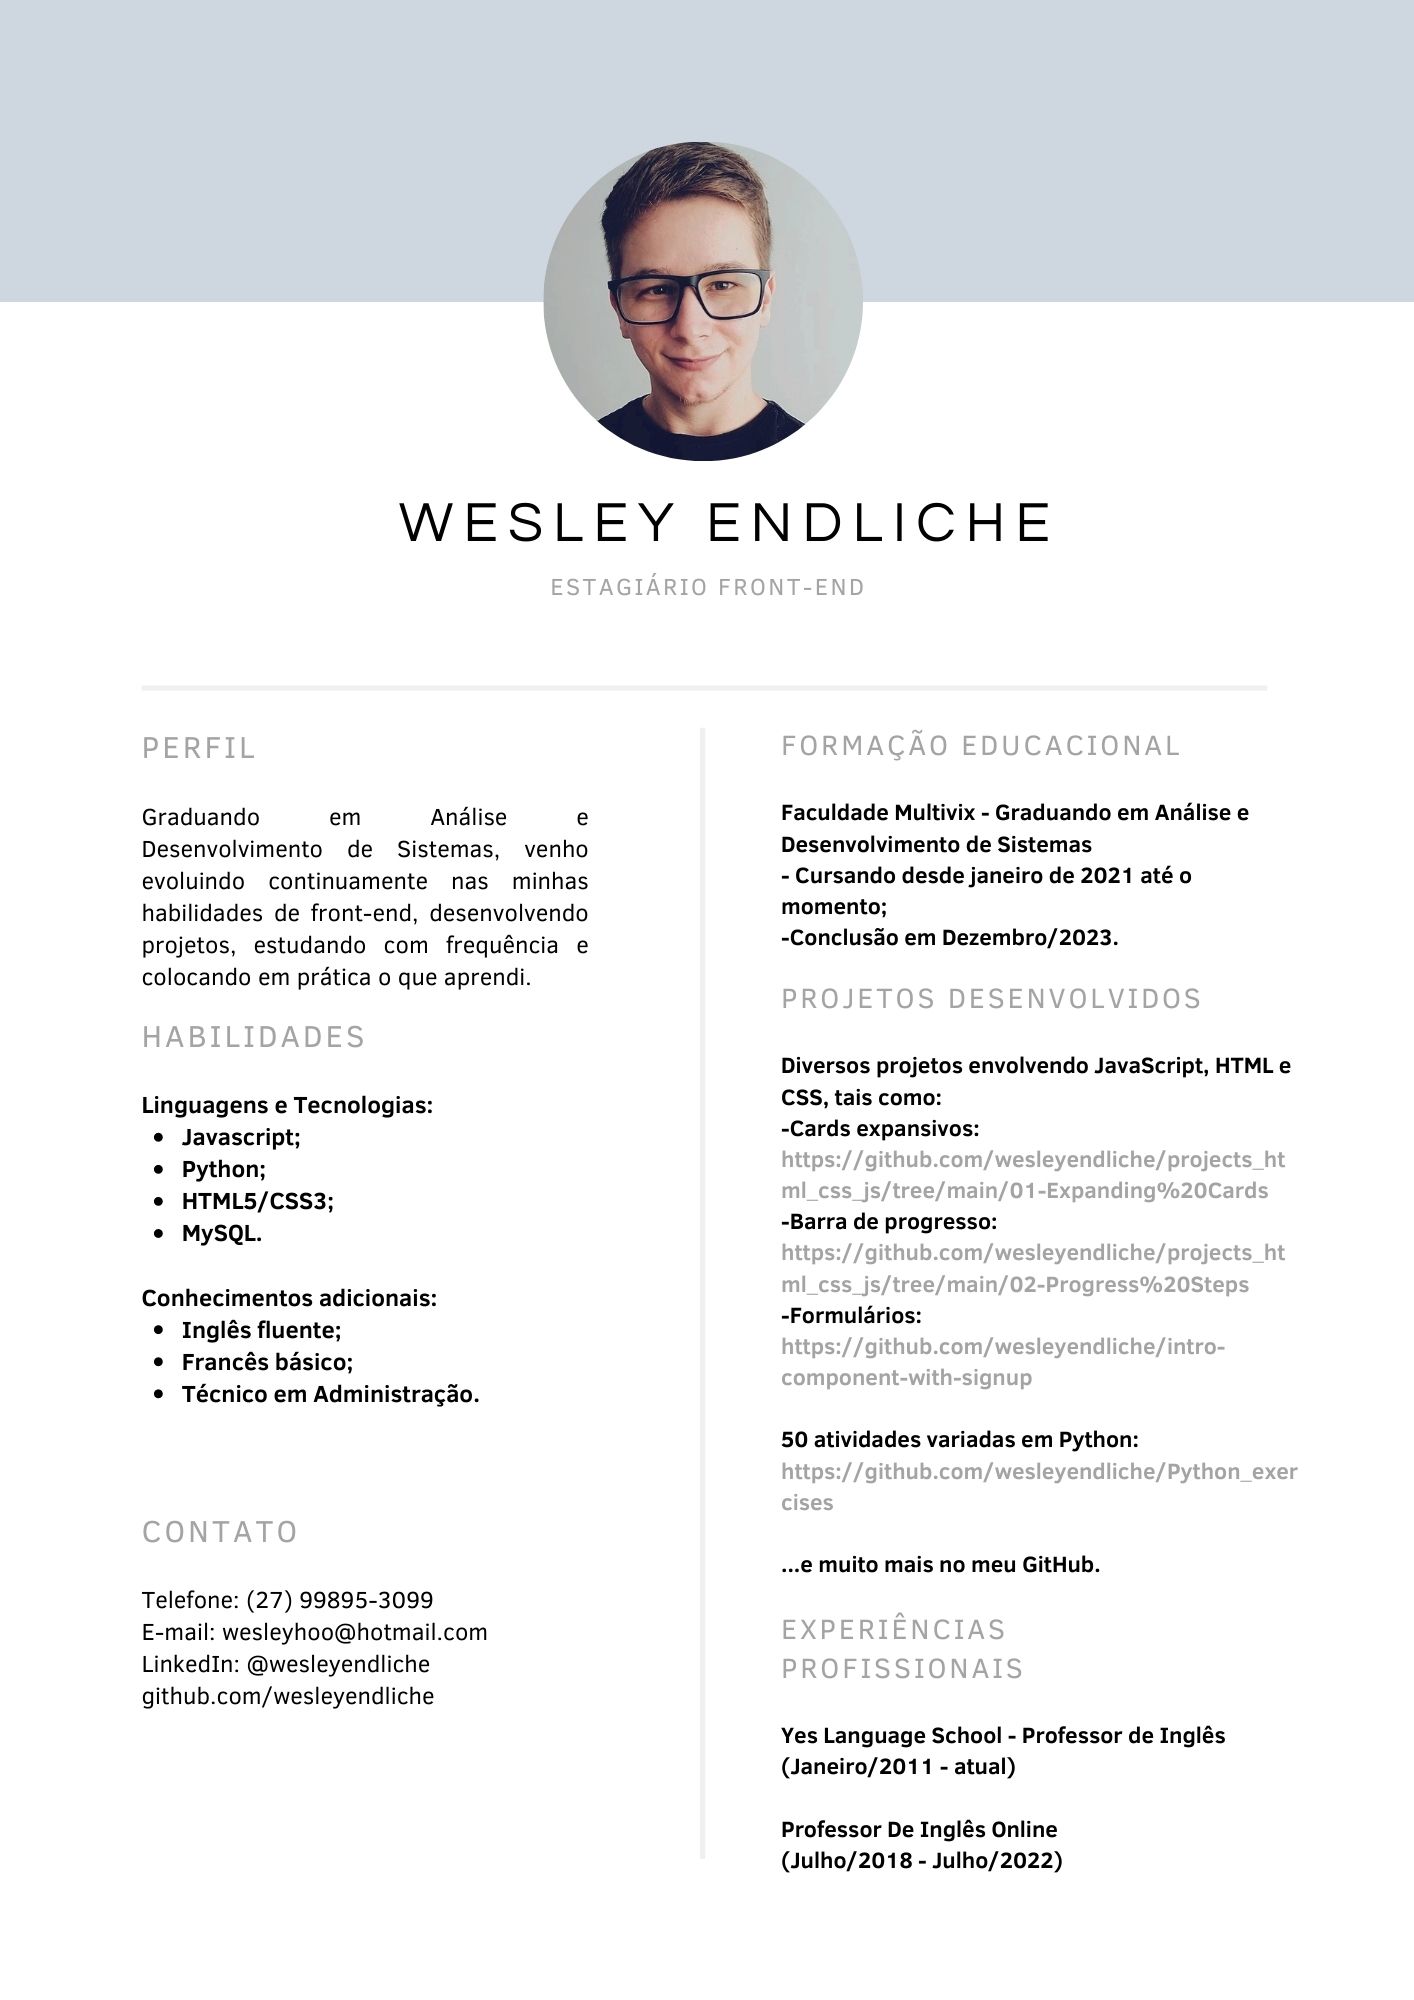 WESLEY ENDLICHE
ESTAGIÁRIO FRONT-END
PERFIL
Graduando em Análise e
Desenvolvimento de Sistemas, venho
evoluindo continuamente nas minhas
habilidades de front-end, desenvolvendo
projetos, estudando com frequência e
colocando em prática o que aprendi.
HABILIDADES
Linguagens e Tecnologias:
• Javascript;
• Python;
• HTML5/CSS3;
• MySQL.
Conhecimentos adicionais:
• Inglês fluente;
• Francês básico;
• Técnico em Administração.
CONTATO
Telefone: (27) 99895-3099
E-mail: wesleyhoo@hotmail.com
LinkedIn: @wesleyendliche
github.com/wesleyendliche
FORMAÇÃO EDUCACIONAL
Faculdade Multivix - Graduando em Análise e
Desenvolvimento de Sistemas
- Cursando desde janeiro de 2021 até o
momento;
-Conclusão em Dezembro/2023.
PROJETOS DESENVOLVIDOS
Diversos projetos envolvendo JavaScript, HTML e
CSS, tais como:
-Cards expansivos:
https://github.com/wesleyendliche/projects_ht
ml_css_js/tree/main/01-Expanding%20Cards
-Barra de progresso:
https://github.com/wesleyendliche/projects_ht
ml_css_js/tree/main/02-Progress%20Steps
-Formulários:
https://github.com/wesleyendliche/intro-
component-with-signup
50 atividades variadas em Python:
https://github.com/wesleyendliche/Python_exer
cises
...e muito mais no meu GitHub.
EXPERIÊNCIAS
PROFISSIONAIS
Yes Language School - Professor de Inglês
(Janeiro/2011 - atual)
Professor De Inglês Online
(Julho/2018 - Julho/2022)